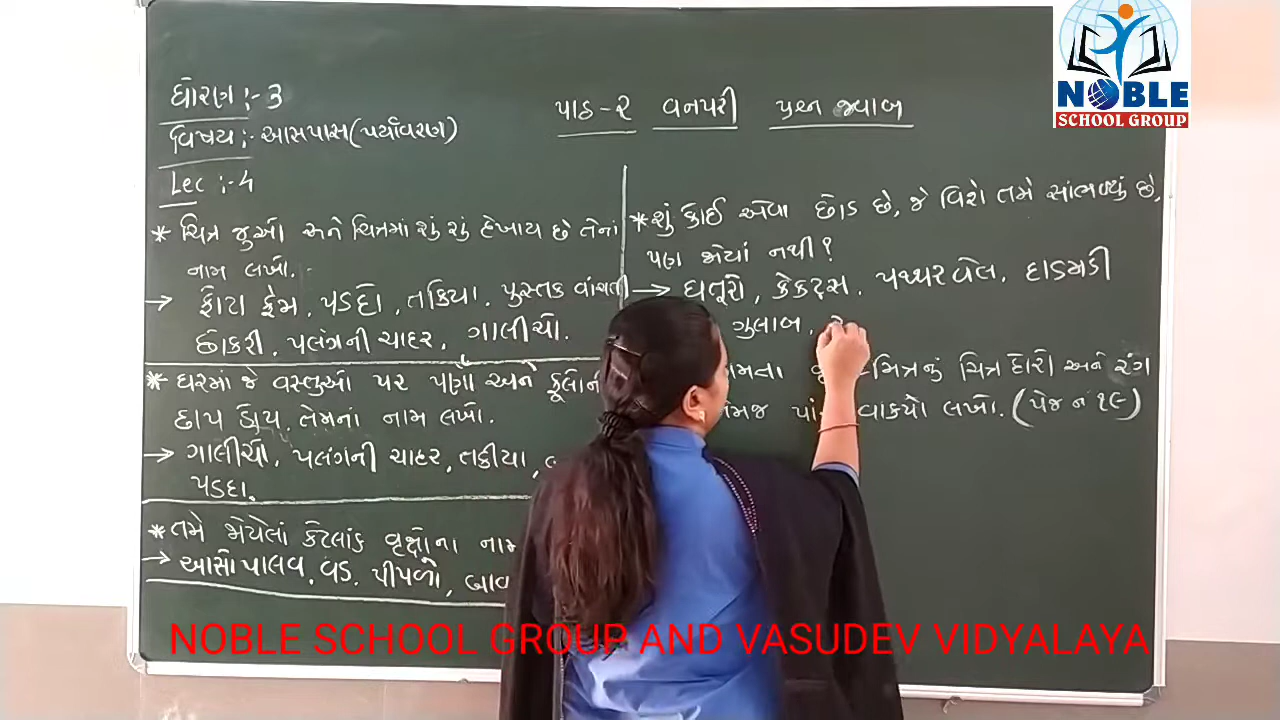 ધોરણ :- 3
વિષય :- આસપાસ (પર્યાવરણ)
Lec :- 4
પાઠ - ૨ વનપરી પ્રશ્ન જવાબ
NOBLE
SCHOOL GROUP
* ચિત્ર જુઓ અને ચિત્રમાં શું શું દેખાય છે તેનાં
નામ લખો.
→ ફોટા ફ્રેમ, પડદો, તકિયા, પુસ્તક વાંચતી
છોકરી, પલંગની ચાદર, ગાલીચો.
* ઘરમાં જે વસ્તુઓ પર પાંણા અને ફૂલોની
છાપ હોય, તેમનાં નામ લખો.
→ ગાલીચો, પલંગની ચાદર, તકીયા,
પડદા.
* તમે જોયેલાં કેટલાંક વૃક્ષોના નામ
→ આસોપાલવ, વડ, પીપળો, બાવ
* શું કોઈ એવા છોડ છે, જે વિશે તમે સાંભળ્યું છે,
પણ જોયાં નથી?
→ ધતૂરો, કેકટ્સ, પથ્થરવેલ, દાડમડી
ગુલાબ,
મિત્રનું ચિત્ર દોરો અને રંગ
વાક્યો લખો. (પેજ નં ૧૯)
NOBLE SCHOOL GROUP AND VASUDEV VIDYALAYA